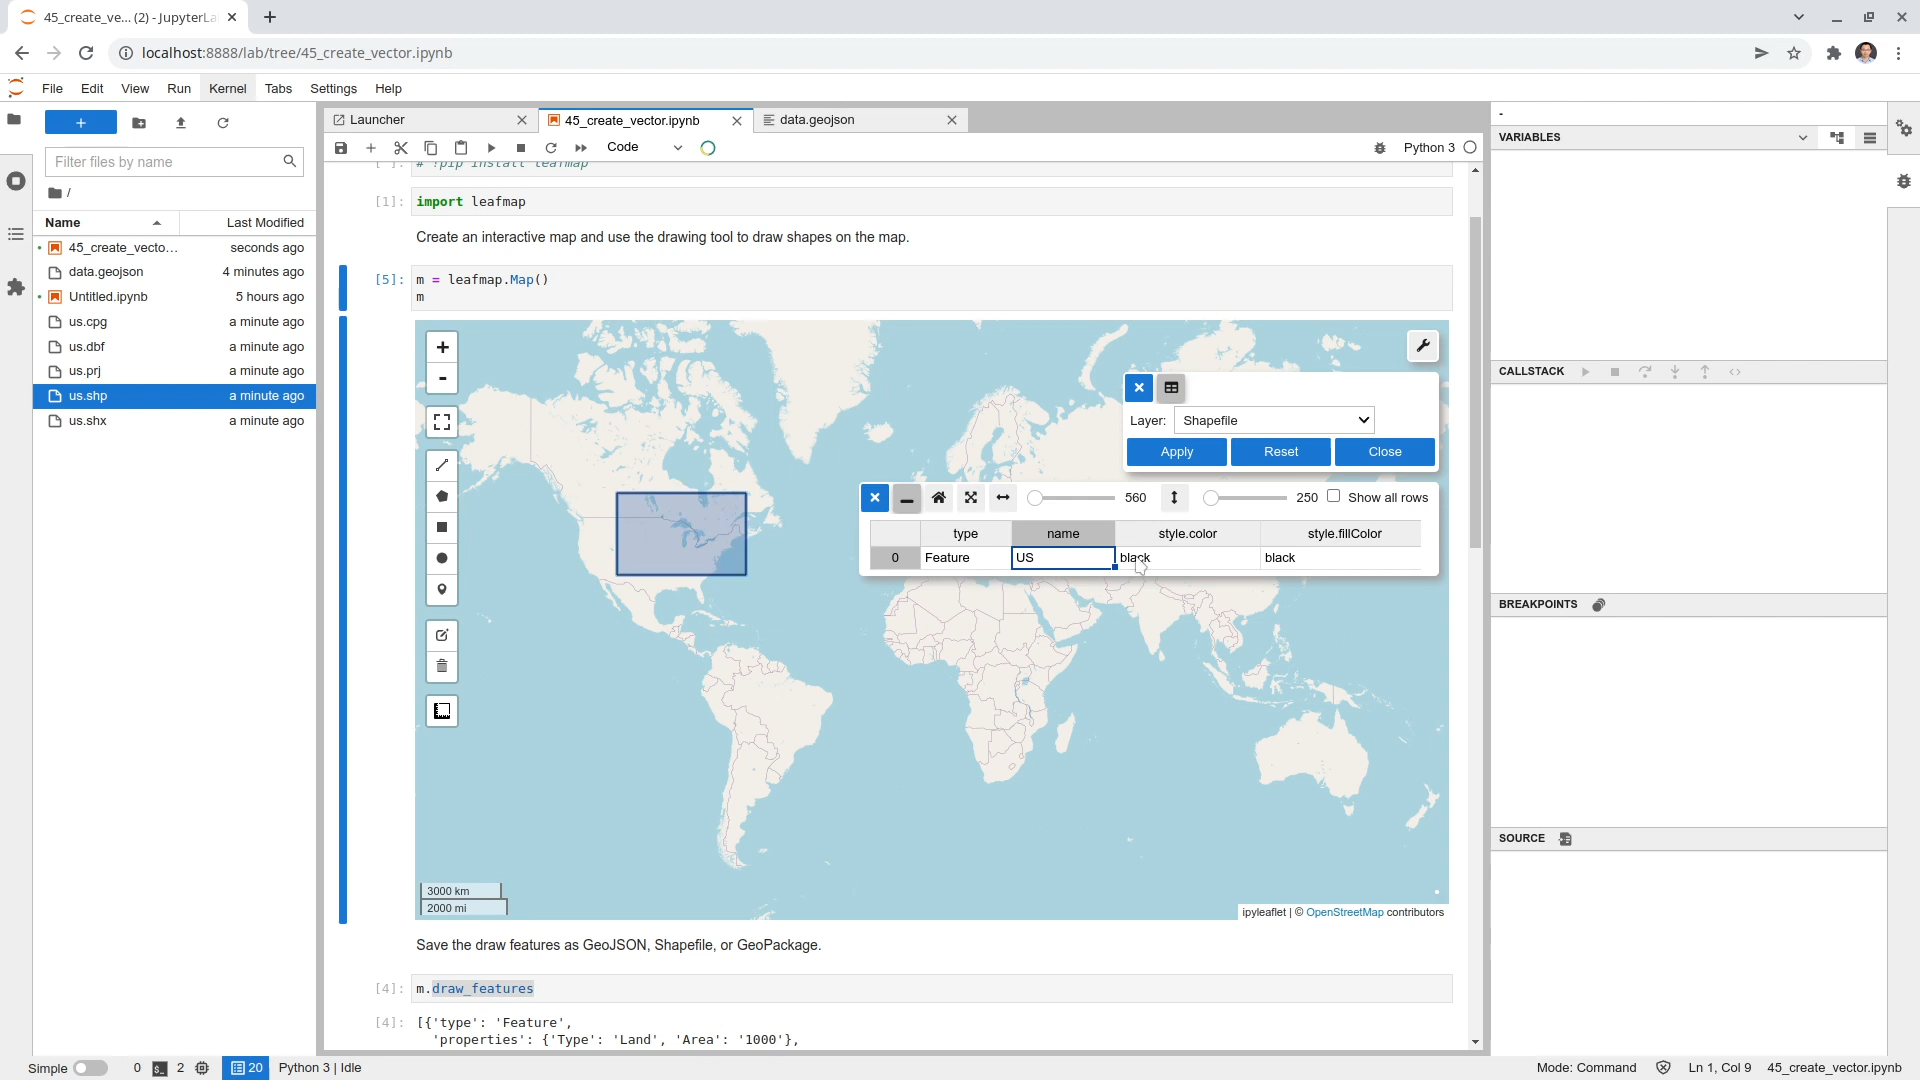 45_create_ve... (2) - JupyterLa
localhost:8888/lab/tree/45_create_vector.ipynb
File Edit View Run Kernel Tabs Settings Help
Launcher
45_create_vector.ipynb
data.geojson
Code
Python 3
Filter files by name
/
Name
Last Modified
45_create_vecto... seconds ago
data.geojson 4 minutes ago
Untitled.ipynb 5 hours ago
us.cpg a minute ago
us.dbf a minute ago
us.prj a minute ago
us.shp a minute ago
us.shx a minute ago
[ ]: # !pip install leafmap
[1]: import leafmap
Create an interactive map and use the drawing tool to draw shapes on the map.
[5]: m = leafmap.Map()
m
+
-
Layer: Shapefile
Apply Reset Close
560
250
Show all rows
type name style.color style.fillColor
0 Feature US black black
3000 km
2000 mi
ipyleaflet | © OpenStreetMap contributors
Save the draw features as GeoJSON, Shapefile, or GeoPackage.
[4]: m.draw_features
[4]: [{'type': 'Feature',
'properties': {'Type': 'Land', 'Area': '1000'},
-
VARIABLES
CALLSTACK
BREAKPOINTS
SOURCE
Simple 0 2 20 Python 3 | Idle
Mode: Command Ln 1, Col 9 45_create_vector.ipynb